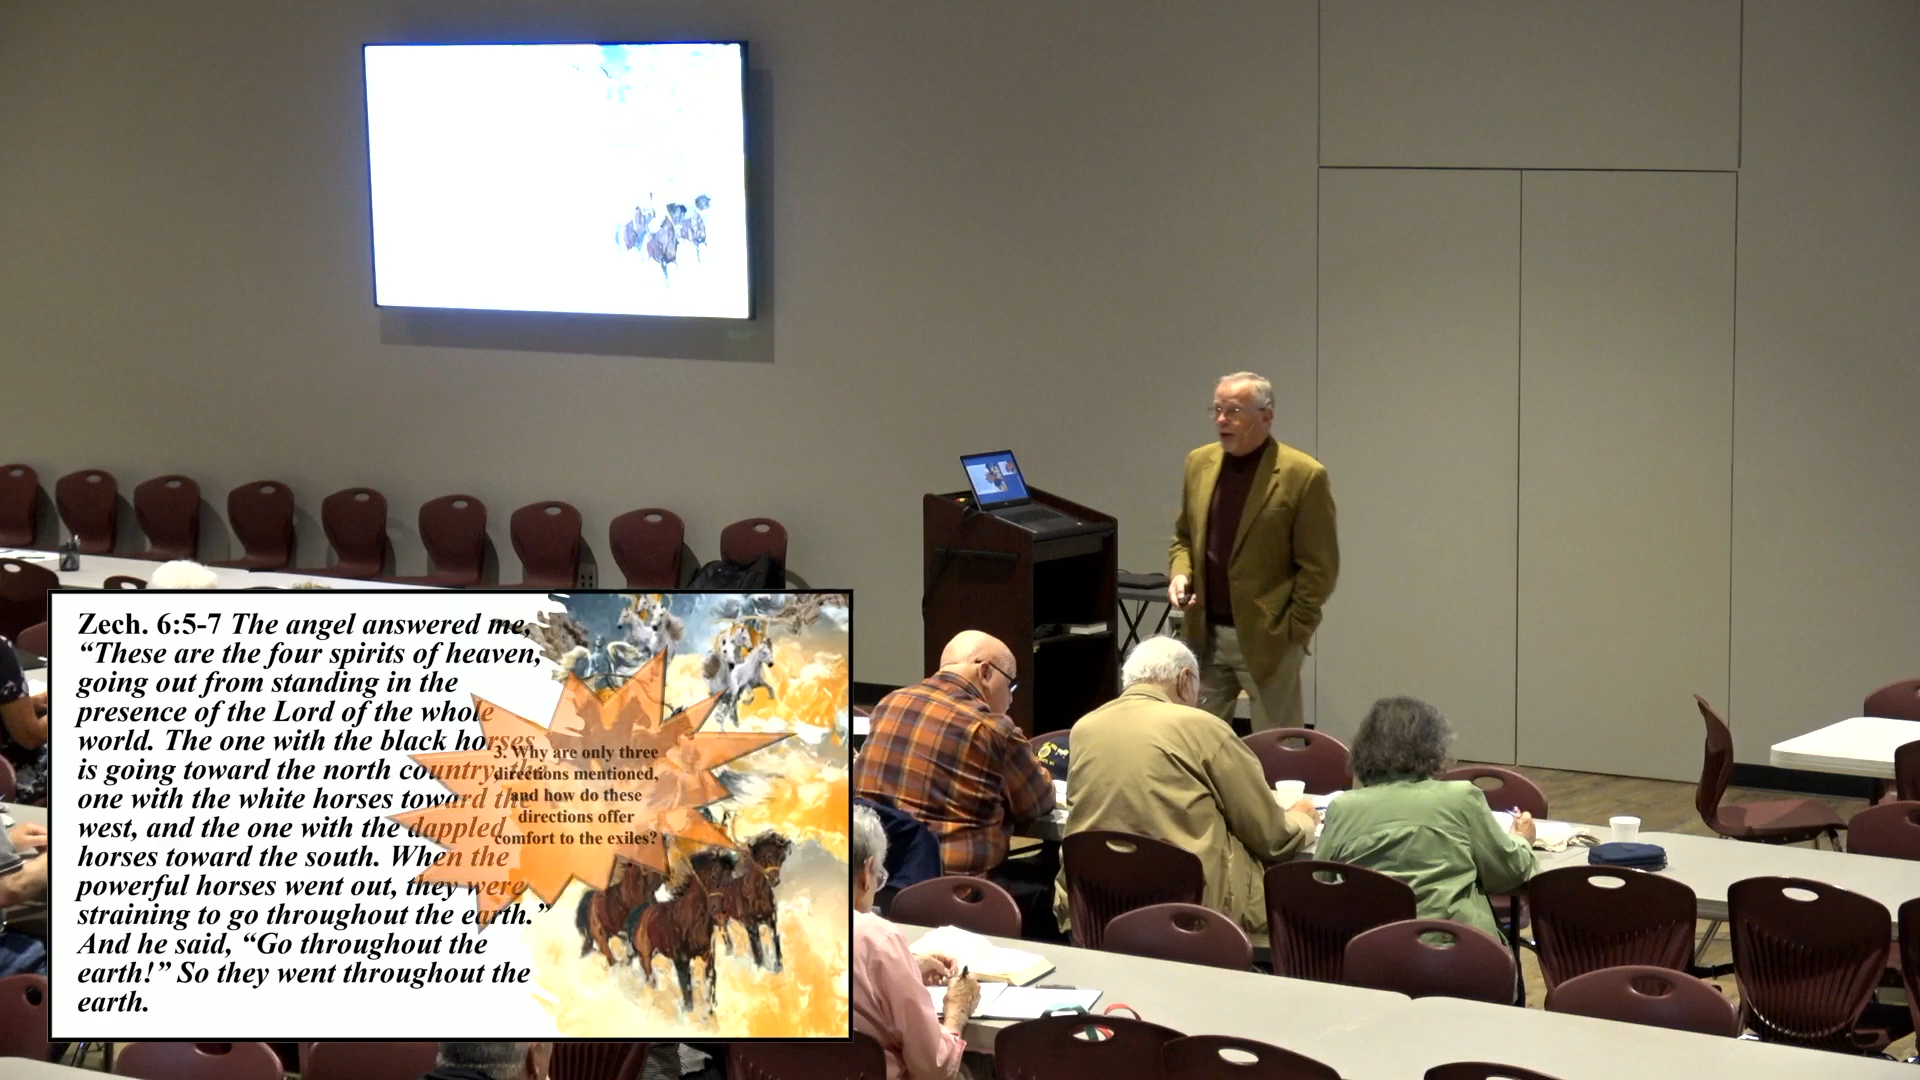 Zech. 6:5-7 The angel answered me,
“These are the four spirits of heaven,
going out from standing in the
presence of the Lord of the whole
world. The one with the black horses
is going toward the north country, the
one with the white horses toward the
west, and the one with the dappled
horses toward the south. When the
powerful horses went out, they were
straining to go throughout the earth.”
And he said, “Go throughout the
earth!” So they went throughout the
earth.
3. Why are only three
directions mentioned,
and how do these
directions offer
comfort to the exiles?